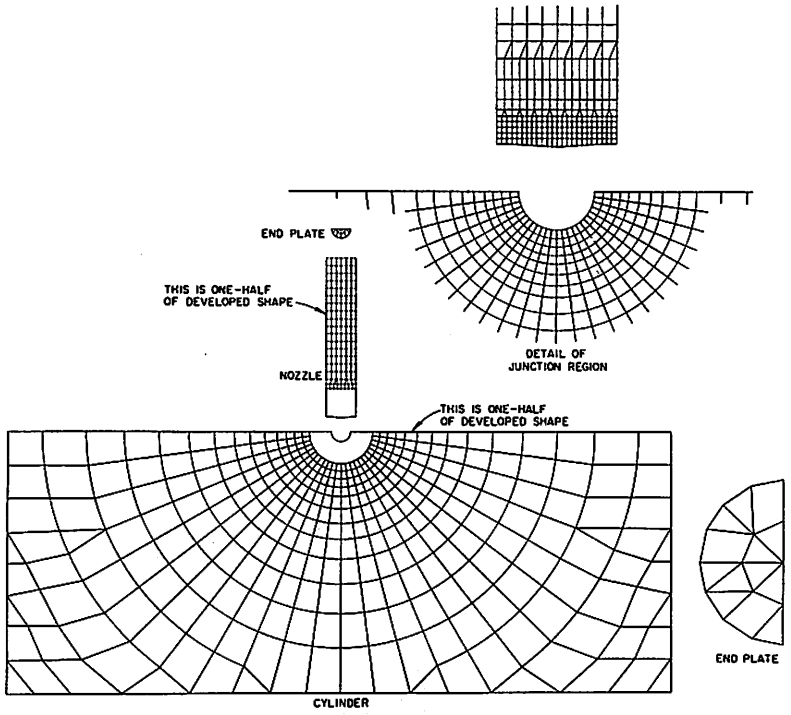 END PLATE
THIS IS ONE-HALF
OF DEVELOPED SHAPE
NOZZLE
DETAIL OF
JUNCTION REGION
THIS IS ONE-HALF
OF DEVELOPED SHAPE
END PLATE
CYLINDER